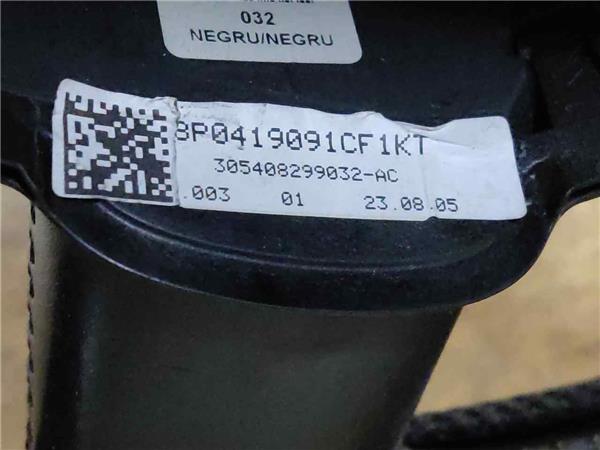 032
NEGRU/NEGRU
8P0419091CF1KT
305408299032-AC
.003 01 23.08.05